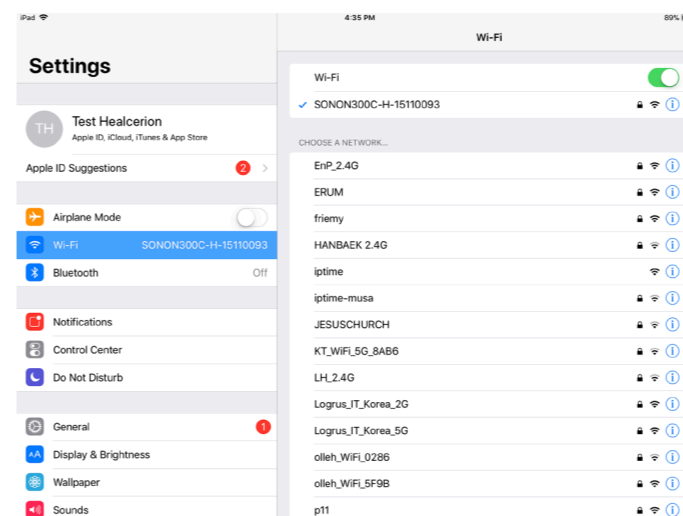 iPad
4:35 PM
89%
Settings
TH
Test Healcerion
Apple ID, iCloud, iTunes & App Store
Apple ID Suggestions
2
Airplane Mode
Wi-Fi SONON300C-H-15110093
Bluetooth Off
Notifications
Control Center
Do Not Disturb
General
1
AA Display & Brightness
Wallpaper
Sounds
Wi-Fi
Wi-Fi
SONON300C-H-15110093
CHOOSE A NETWORK...
EnP_2.4G
ERUM
friemy
HANBAEK 2.4G
iptime
iptime-musa
JESUSCHURCH
KT_WiFi_5G_8AB6
LH_2.4G
Logrus_IT_Korea_2G
Logrus_IT_Korea_5G
olleh_WiFi_0286
olleh_WiFi_5F9B
p11